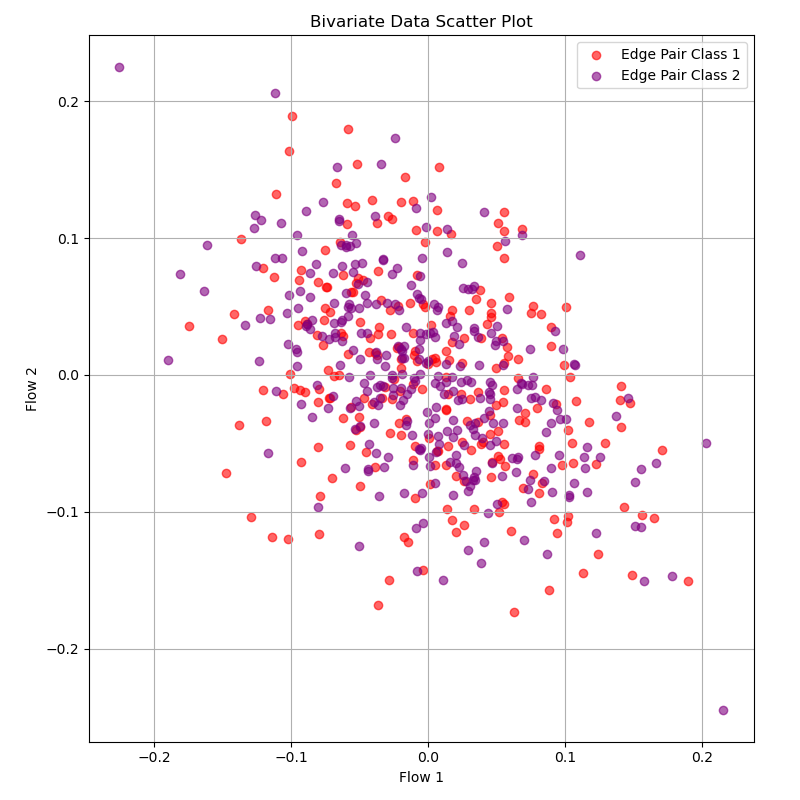 Bivariate Data Scatter Plot
Edge Pair Class 1
Edge Pair Class 2
Flow 2
0.2
0.1
0.0
−0.1
−0.2
−0.2
−0.1
0.0
0.1
0.2
Flow 1